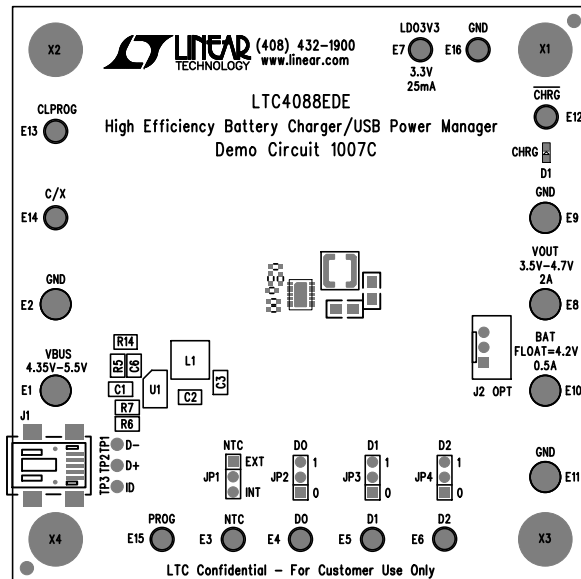 X2
LINEAR
TECHNOLOGY
(408) 432-1900
www.linear.com
LDO3V3
E7
3.3V
25mA
GND
E16
X1
LTC4088EDE
High Efficiency Battery Charger/USB Power Manager
Demo Circuit 1007C
CLPROG
E13
CHRG
E12
CHRG
D1
C/X
E14
GND
E9
GND
E2
VOUT
3.5V-4.7V
2A
E8
VBUS
4.35V-5.5V
E1
BAT
FLOAT=4.2V
0.5A
E10
J2 OPT
R14
R5
C6
L1
C1
U1
C2
C3
R7
R6
J1
TP1
D-
TP2
D+
TP3
ID
NTC
EXT
JP1
INT
D0
1
JP2
0
D1
1
JP3
0
D2
1
JP4
0
GND
E11
X4
PROG
E15
NTC
E3
D0
E4
D1
E5
D2
E6
X3
LTC Confidential - For Customer Use Only